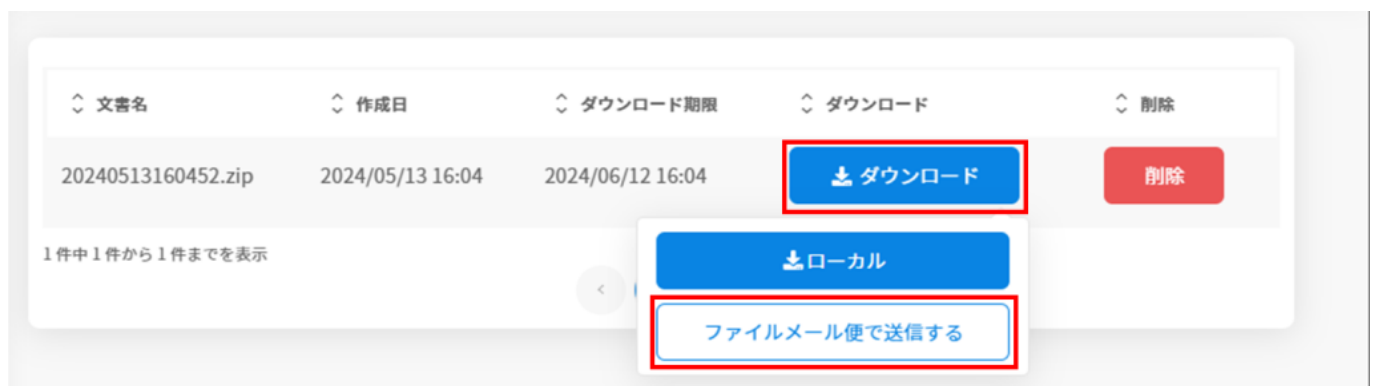 文書名 作成日 ダウンロード期限 ダウンロード 削除
20240513160452.zip 2024/05/13 16:04 2024/06/12 16:04 ダウンロード 削除
1件中1件から1件までを表示
ローカル
ファイルメール便で送信する